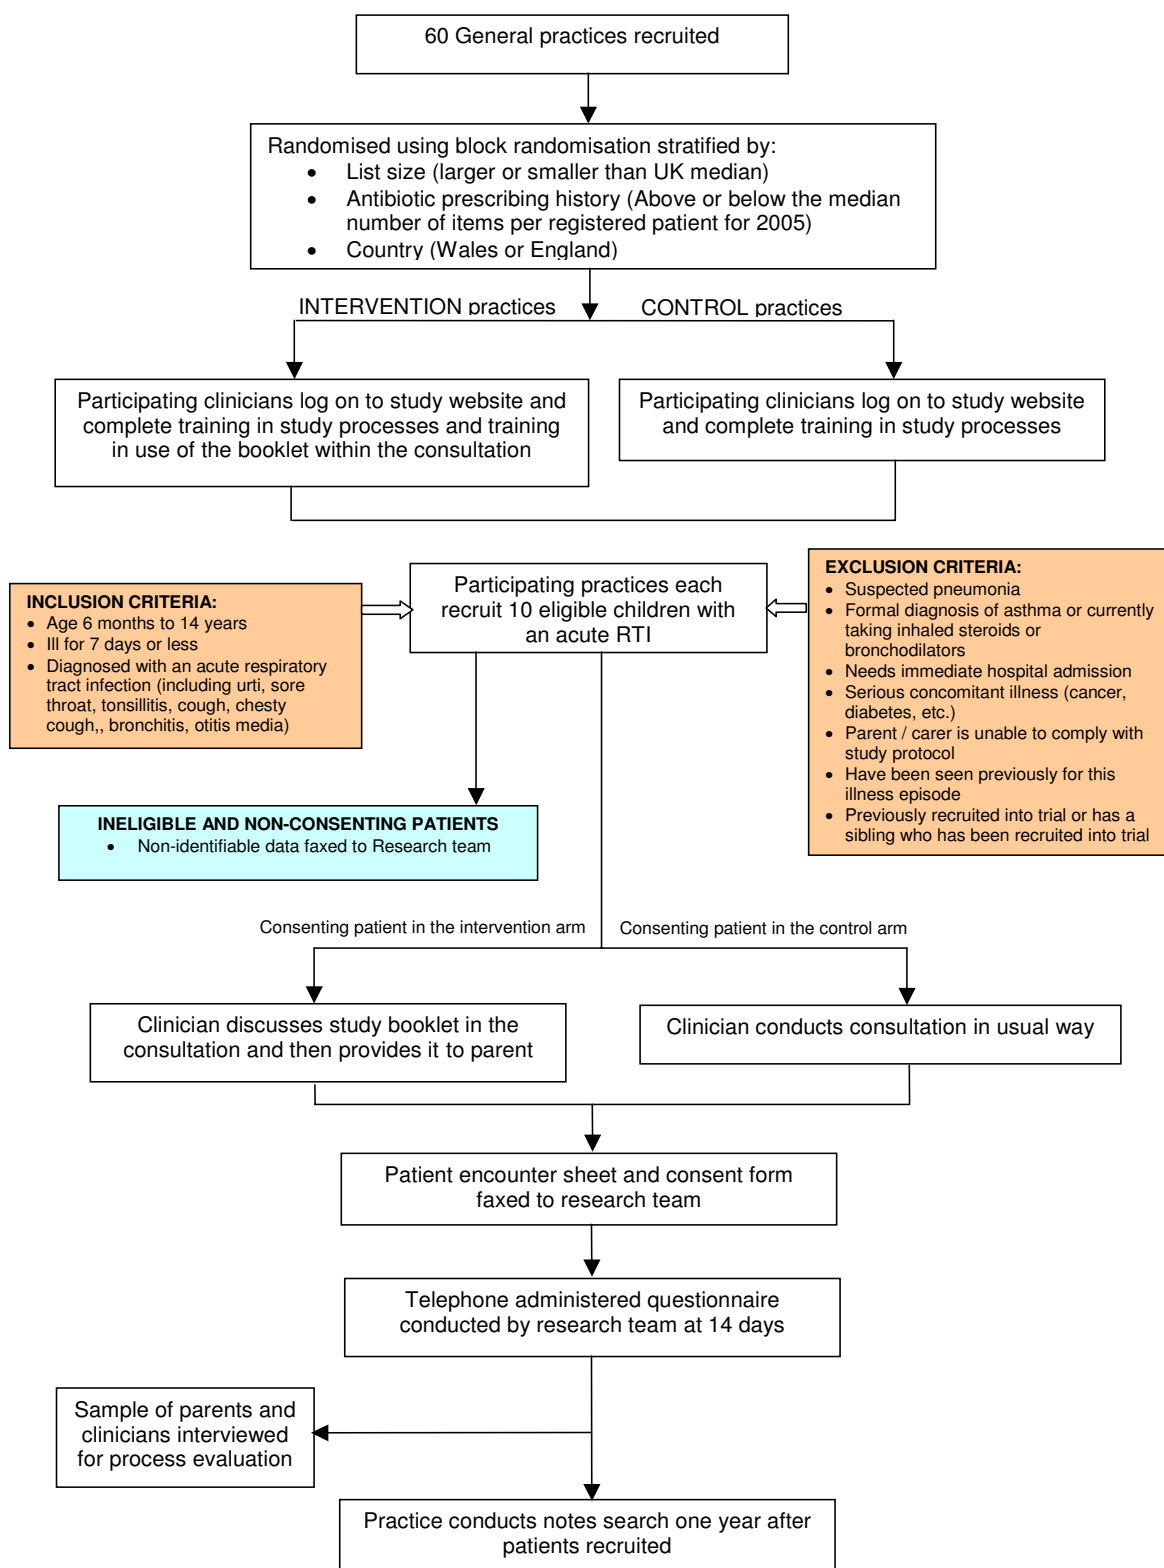 60 General practices recruited
Randomised using block randomisation stratified by:
• List size (larger or smaller than UK median)
• Antibiotic prescribing history (Above or below the median
number of items per registered patient for 2005)
• Country (Wales or England)
INTERVENTION practices
CONTROL practices
Participating clinicians log on to study website and
complete training in study processes and training
in use of the booklet within the consultation
Participating clinicians log on to study website
and complete training in study processes
INCLUSION CRITERIA:
• Age 6 months to 14 years
• Ill for 7 days or less
• Diagnosed with an acute respiratory
tract infection (including urti, sore
throat, tonsillitis, cough, chesty
cough,, bronchitis, otitis media)
Participating practices each
recruit 10 eligible children with
an acute RTI
EXCLUSION CRITERIA:
• Suspected pneumonia
• Formal diagnosis of asthma or currently
taking inhaled steroids or
bronchodilators
• Needs immediate hospital admission
• Serious concomitant illness (cancer,
diabetes, etc.)
• Parent / carer is unable to comply with
study protocol
• Have been seen previously for this
illness episode
• Previously recruited into trial or has a
sibling who has been recruited into trial
INELIGIBLE AND NON-CONSENTING PATIENTS
• Non-identifiable data faxed to Research team
Consenting patient in the intervention arm
Consenting patient in the control arm
Clinician discusses study booklet in the
consultation and then provides it to parent
Clinician conducts consultation in usual way
Patient encounter sheet and consent form
faxed to research team
Telephone administered questionnaire
conducted by research team at 14 days
Sample of parents and
clinicians interviewed
for process evaluation
Practice conducts notes search one year after
patients recruited